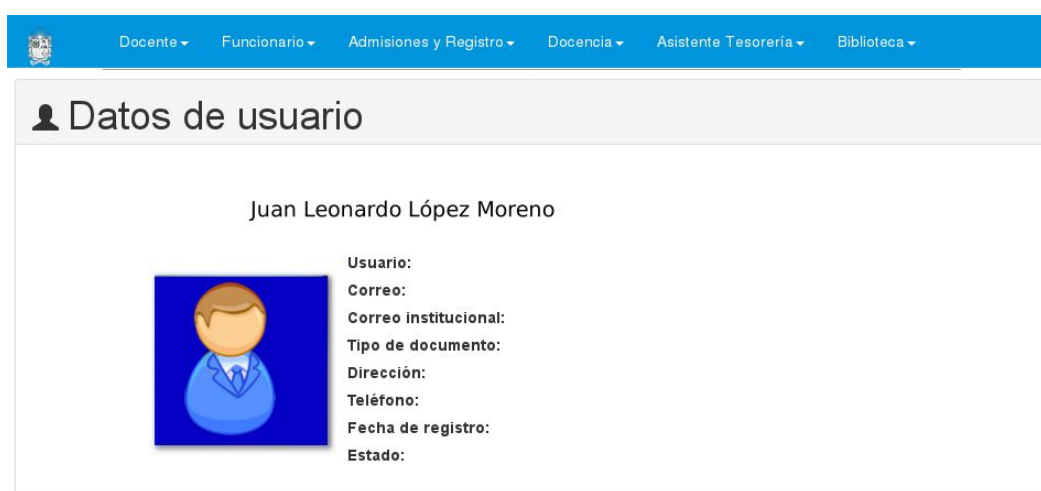 Docente Funcionario Admisiones y Registro Docencia Asistente Tesorería Biblioteca
Datos de usuario
Juan Leonardo López Moreno
Usuario:
Correo:
Correo institucional:
Tipo de documento:
Dirección:
Teléfono:
Fecha de registro:
Estado: